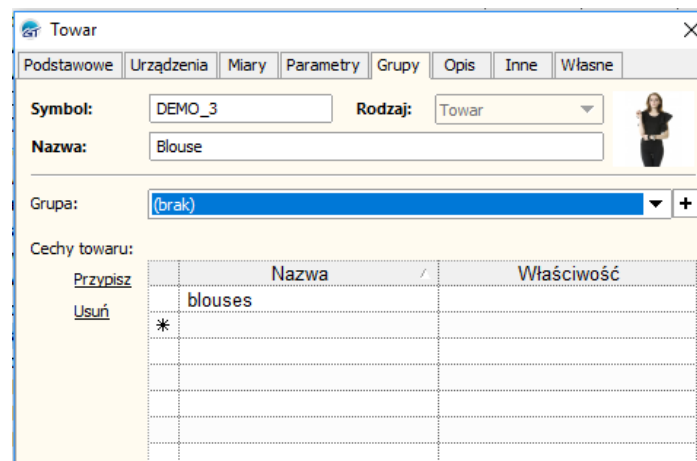 GT Towar
Podstawowe Urządzenia Miary Parametry Grupy Opis Inne Własne
Symbol: DEMO_3 Rodzaj: Towar
Nazwa: Blouse
Grupa: (brak)
Cechy towaru:
Przypisz Nazwa Właściwość
blouses
Usuń